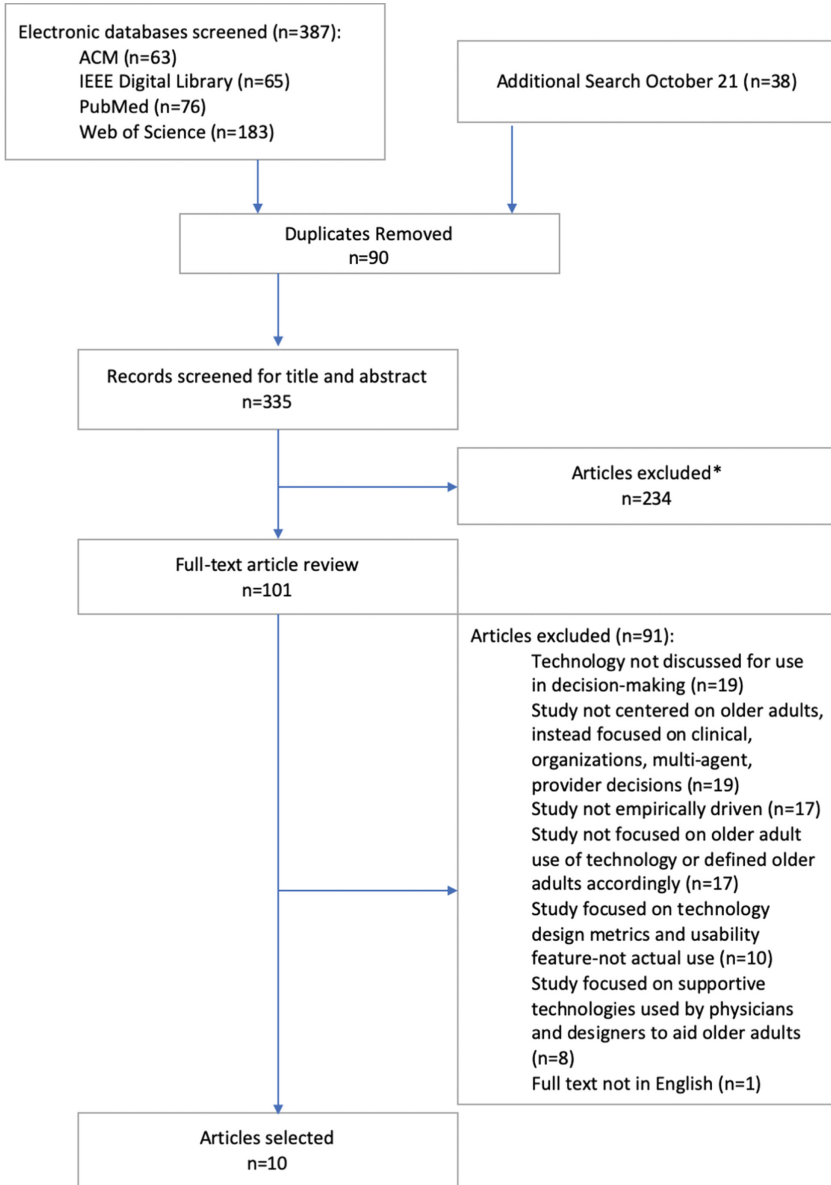 Electronic databases screened (n=387):
ACM (n=63)
IEEE Digital Library (n=65)
PubMed (n=76)
Web of Science (n=183)
Additional Search October 21 (n=38)
Duplicates Removed
n=90
Records screened for title and abstract
n=335
Articles excluded*
n=234
Full-text article review
n=101
Articles excluded (n=91):
Technology not discussed for use
in decision-making (n=19)
Study not centered on older adults,
instead focused on clinical,
organizations, multi-agent,
provider decisions (n=19)
Study not empirically driven (n=17)
Study not focused on older adult
use of technology or defined older
adults accordingly (n=17)
Study focused on technology
design metrics and usability
feature-not actual use (n=10)
Study focused on supportive
technologies used by physicians
and designers to aid older adults
(n=8)
Full text not in English (n=1)
Articles selected
n=10